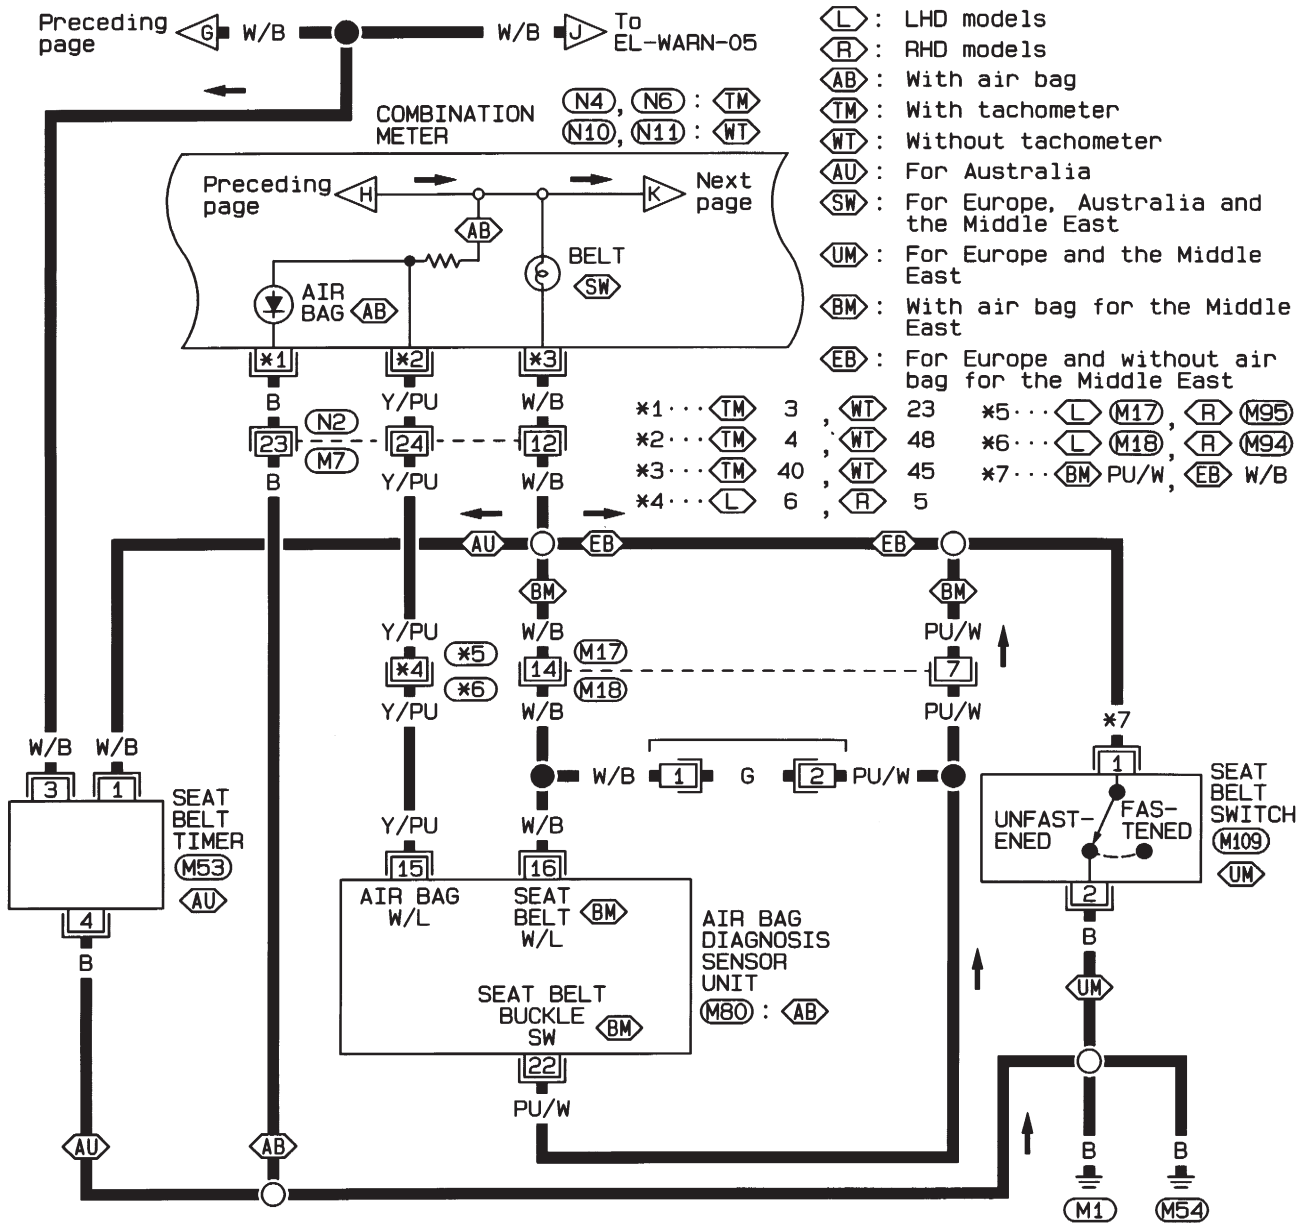 Preceding page
G W/B W/B J
To EL-WARN-05
L : LHD models
R : RHD models
AB : With air bag
TM : With tachometer
WT : Without tachometer
AU : For Australia
SW : For Europe, Australia and
the Middle East
UM : For Europe and the Middle
East
BM : With air bag for the Middle
East
EB : For Europe and without air
bag for the Middle East
COMBINATION
METER
N4 , N6 : TM
N10 , N11 : WT
Preceding
page
H
K
Next
page
AB
BELT
SW
AIR
BAG AB
*1 *2 *3
B Y/PU W/B
N2
23 24 12
M7
B Y/PU W/B
*1··· TM 3 , WT 23
*2··· TM 4 , WT 48
*3··· TM 40 , WT 45
*4··· L 6 , R 5
*5··· L M17 , R M95
*6··· L M18 , R M94
*7··· BM PU/W , EB W/B
AU EB EB
BM BM
Y/PU W/B PU/W
*5 M17
*4 14 7
*6 M18
Y/PU W/B PU/W
*7
W/B W/B
3 1
W/B 1 G 2 PU/W
1
SEAT
BELT
TIMER
M53
AU
4
B
SEAT
BELT
SWITCH
M109
UM
UNFAST-
ENED
FAS-
TENED
2
B
UM
Y/PU W/B
15 16
AIR BAG
W/L
SEAT
BELT
W/L
BM
AIR BAG
DIAGNOSIS
SENSOR
UNIT
M80 : AB
SEAT BELT
BUCKLE
SW
BM
22
PU/W
AU AB
B B
M1 M54